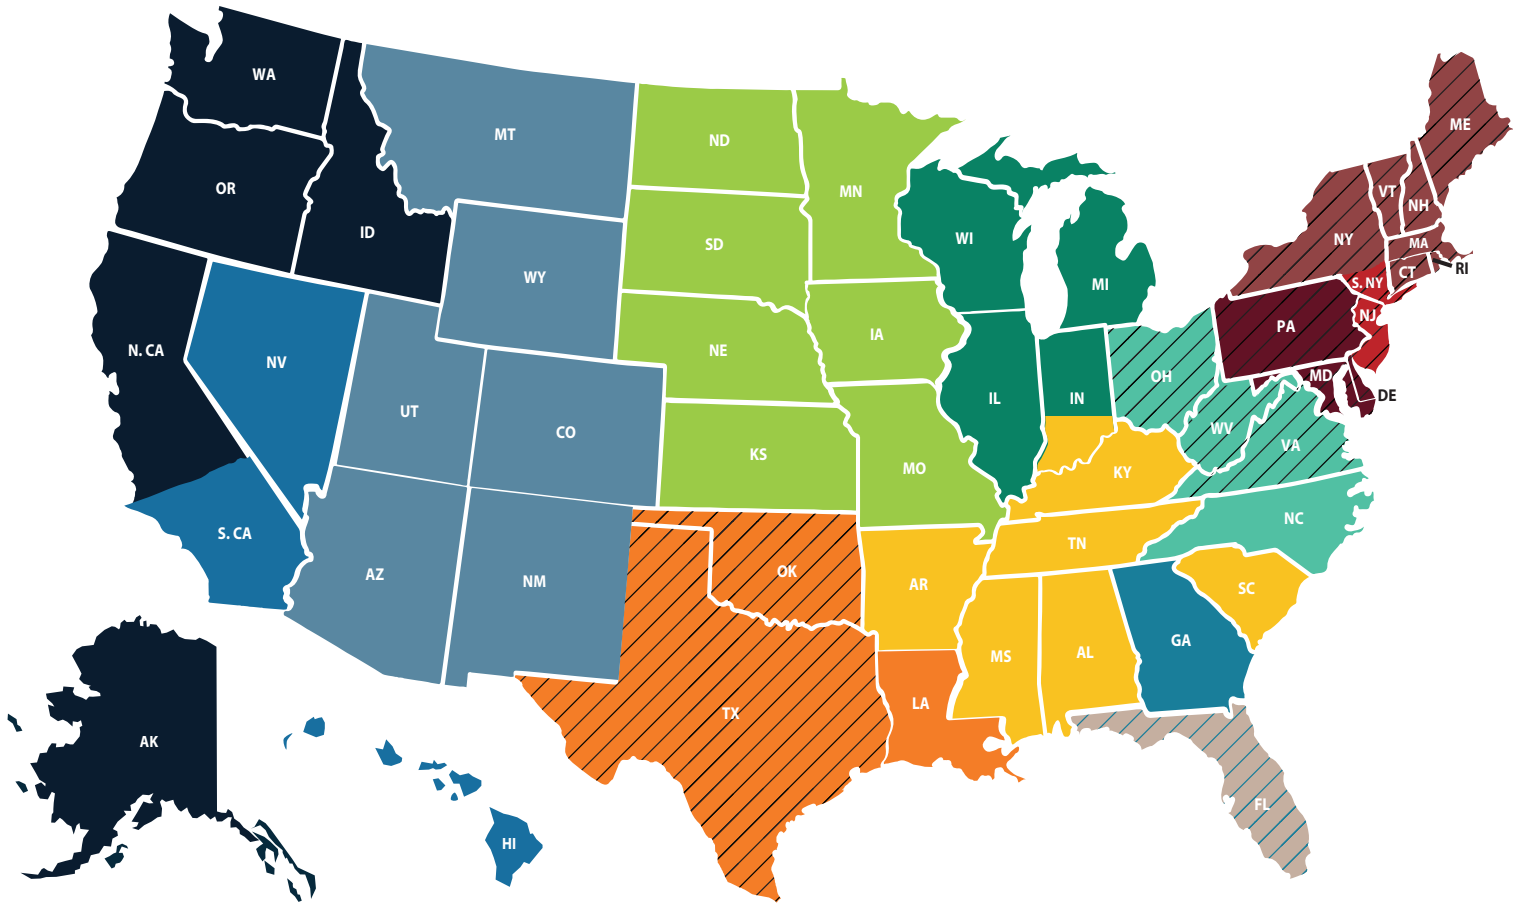 WA
MT
ND
ME
OR
MN
VT
NH
ID
SD
WI
NY
MA
CT
RI
WY
MI
S. NY
NJ
N. CA
NV
NE
IA
PA
OH
MD
DE
UT
CO
IL
IN
WV
VA
KS
MO
KY
S. CA
NC
TN
AZ
NM
OK
AR
SC
MS
AL
GA
LA
TX
AK
FL
HI